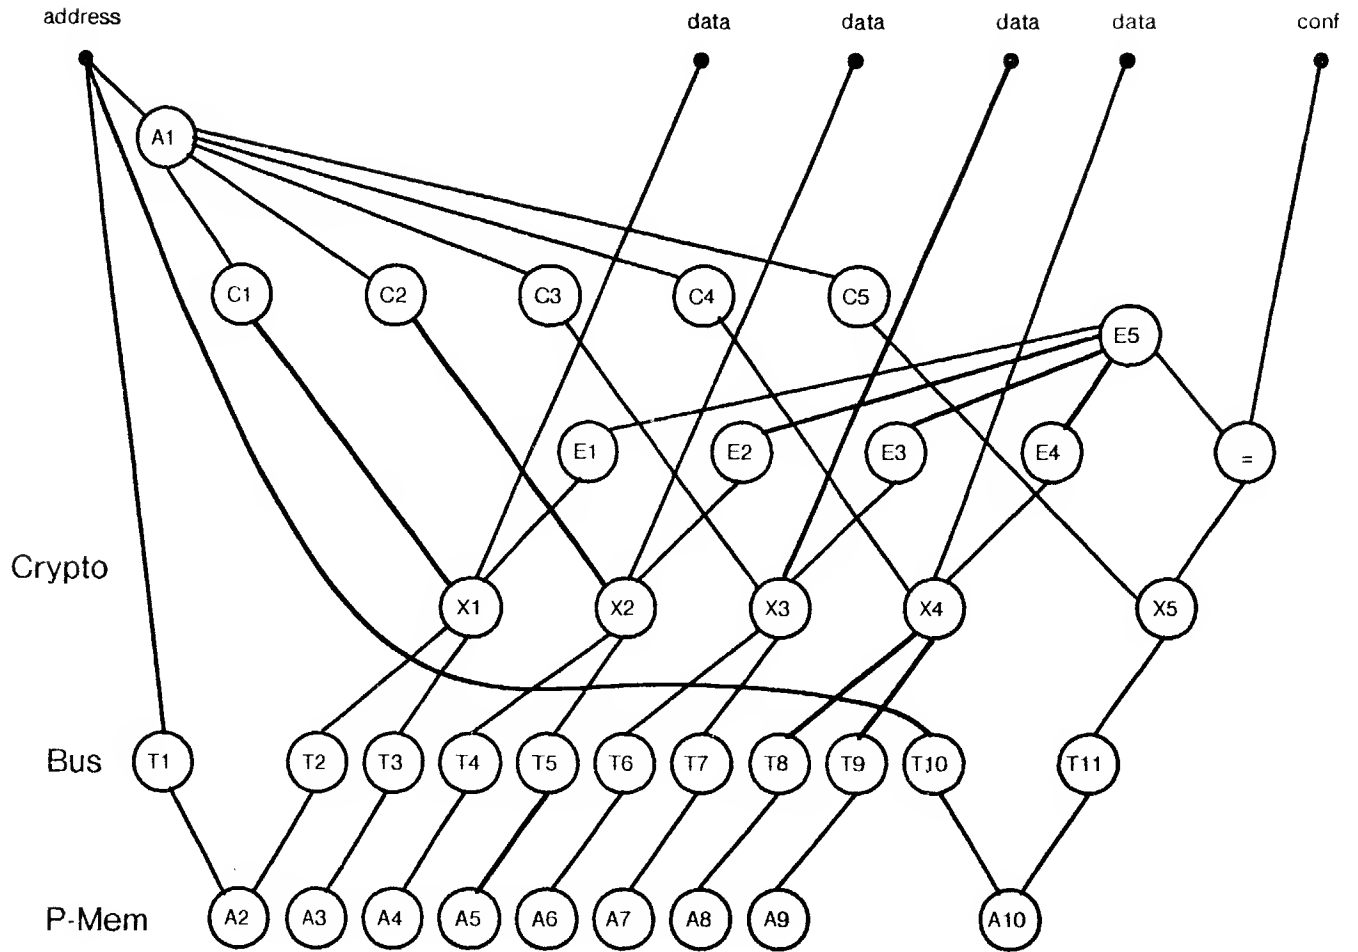 address data data data data conf
A1
C1 C2 C3 C4 C5
E5
E1 E2 E3 E4 =
Crypto
X1 X2 X3 X4 X5
Bus T1 T2 T3 T4 T5 T6 T7 T8 T9 T10 T11
P-Mem A2 A3 A4 A5 A6 A7 A8 A9 A10